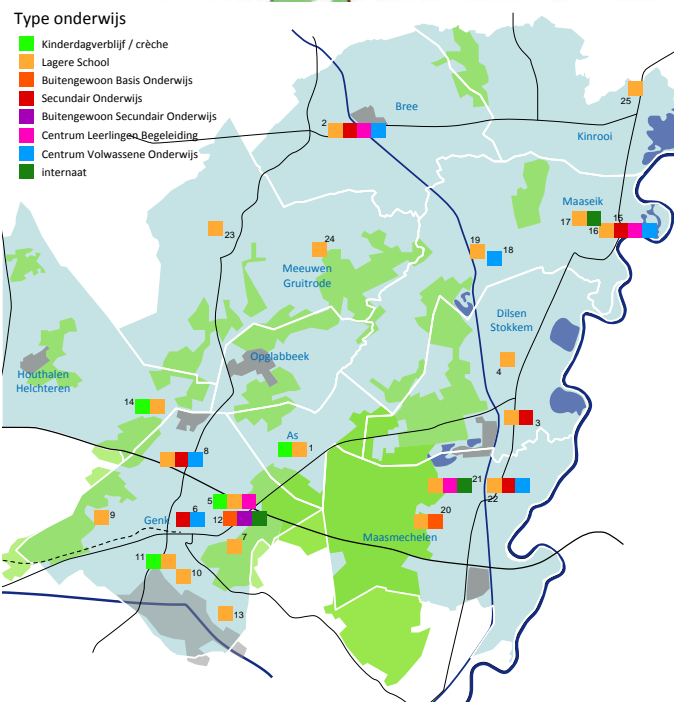 Type onderwijs
Kinderdagverblijf / crèche
Lagere School
Buitengewoon Basis Onderwijs
Secundair Onderwijs
Buitengewoon Secundair Onderwijs
Centrum Leerlingen Begeleiding
Centrum Volwassene Onderwijs
internaat
25
Bree
2
Kinrooi
Maaseik
17
15
16
23
24
19
18
Meeuwen
Gruitrode
Dilsen
Stokkem
Opglabbeek
4
Houthalen
Helchteren
14
3
As
1
8
21
22
5
9
Genk
6
12
20
Maasmechelen
7
11
10
13